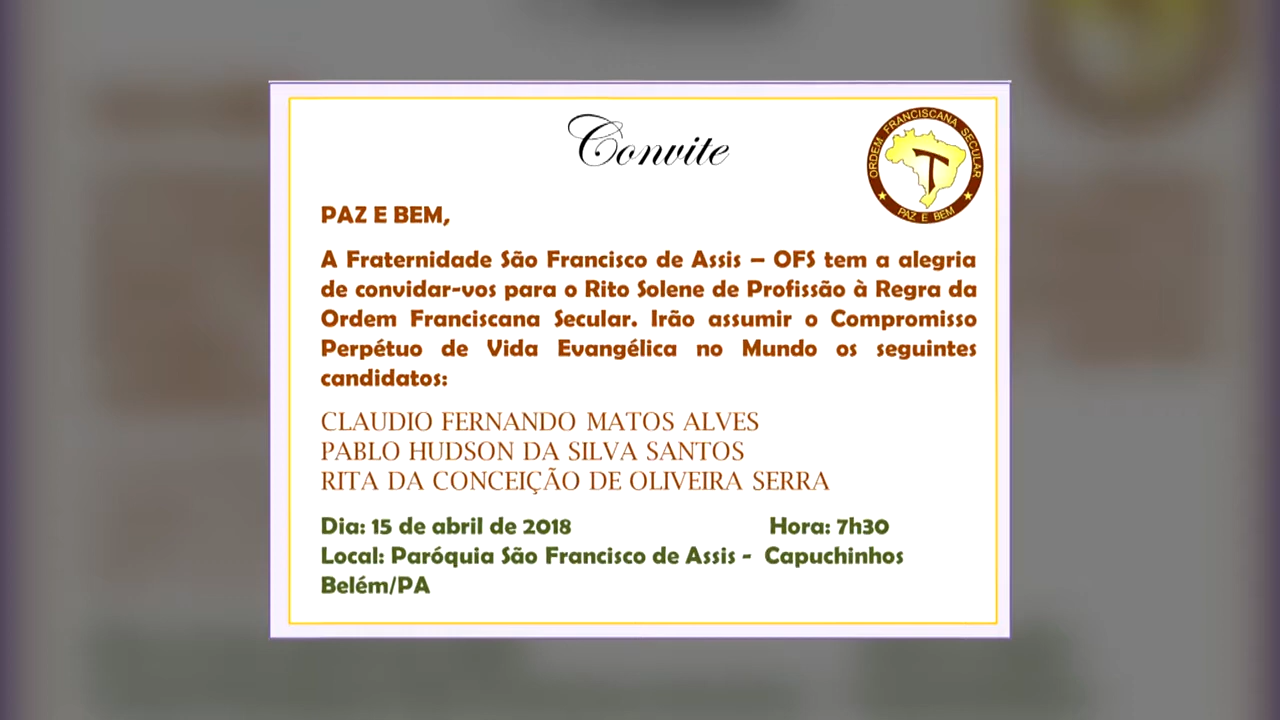 Convite
ORDEM FRANCISCANA SECULAR
PAZ E BEM
PAZ E BEM,
A Fraternidade São Francisco de Assis – OFS tem a alegria
de convidar-vos para o Rito Solene de Profissão à Regra da
Ordem Franciscana Secular. Irão assumir o Compromisso
Perpétuo de Vida Evangélica no Mundo os seguintes
candidatos:
CLAUDIO FERNANDO MATOS ALVES
PABLO HUDSON DA SILVA SANTOS
RITA DA CONCEIÇÃO DE OLIVEIRA SERRA
Dia: 15 de abril de 2018 Hora: 7h30
Local: Paróquia São Francisco de Assis - Capuchinhos
Belém/PA